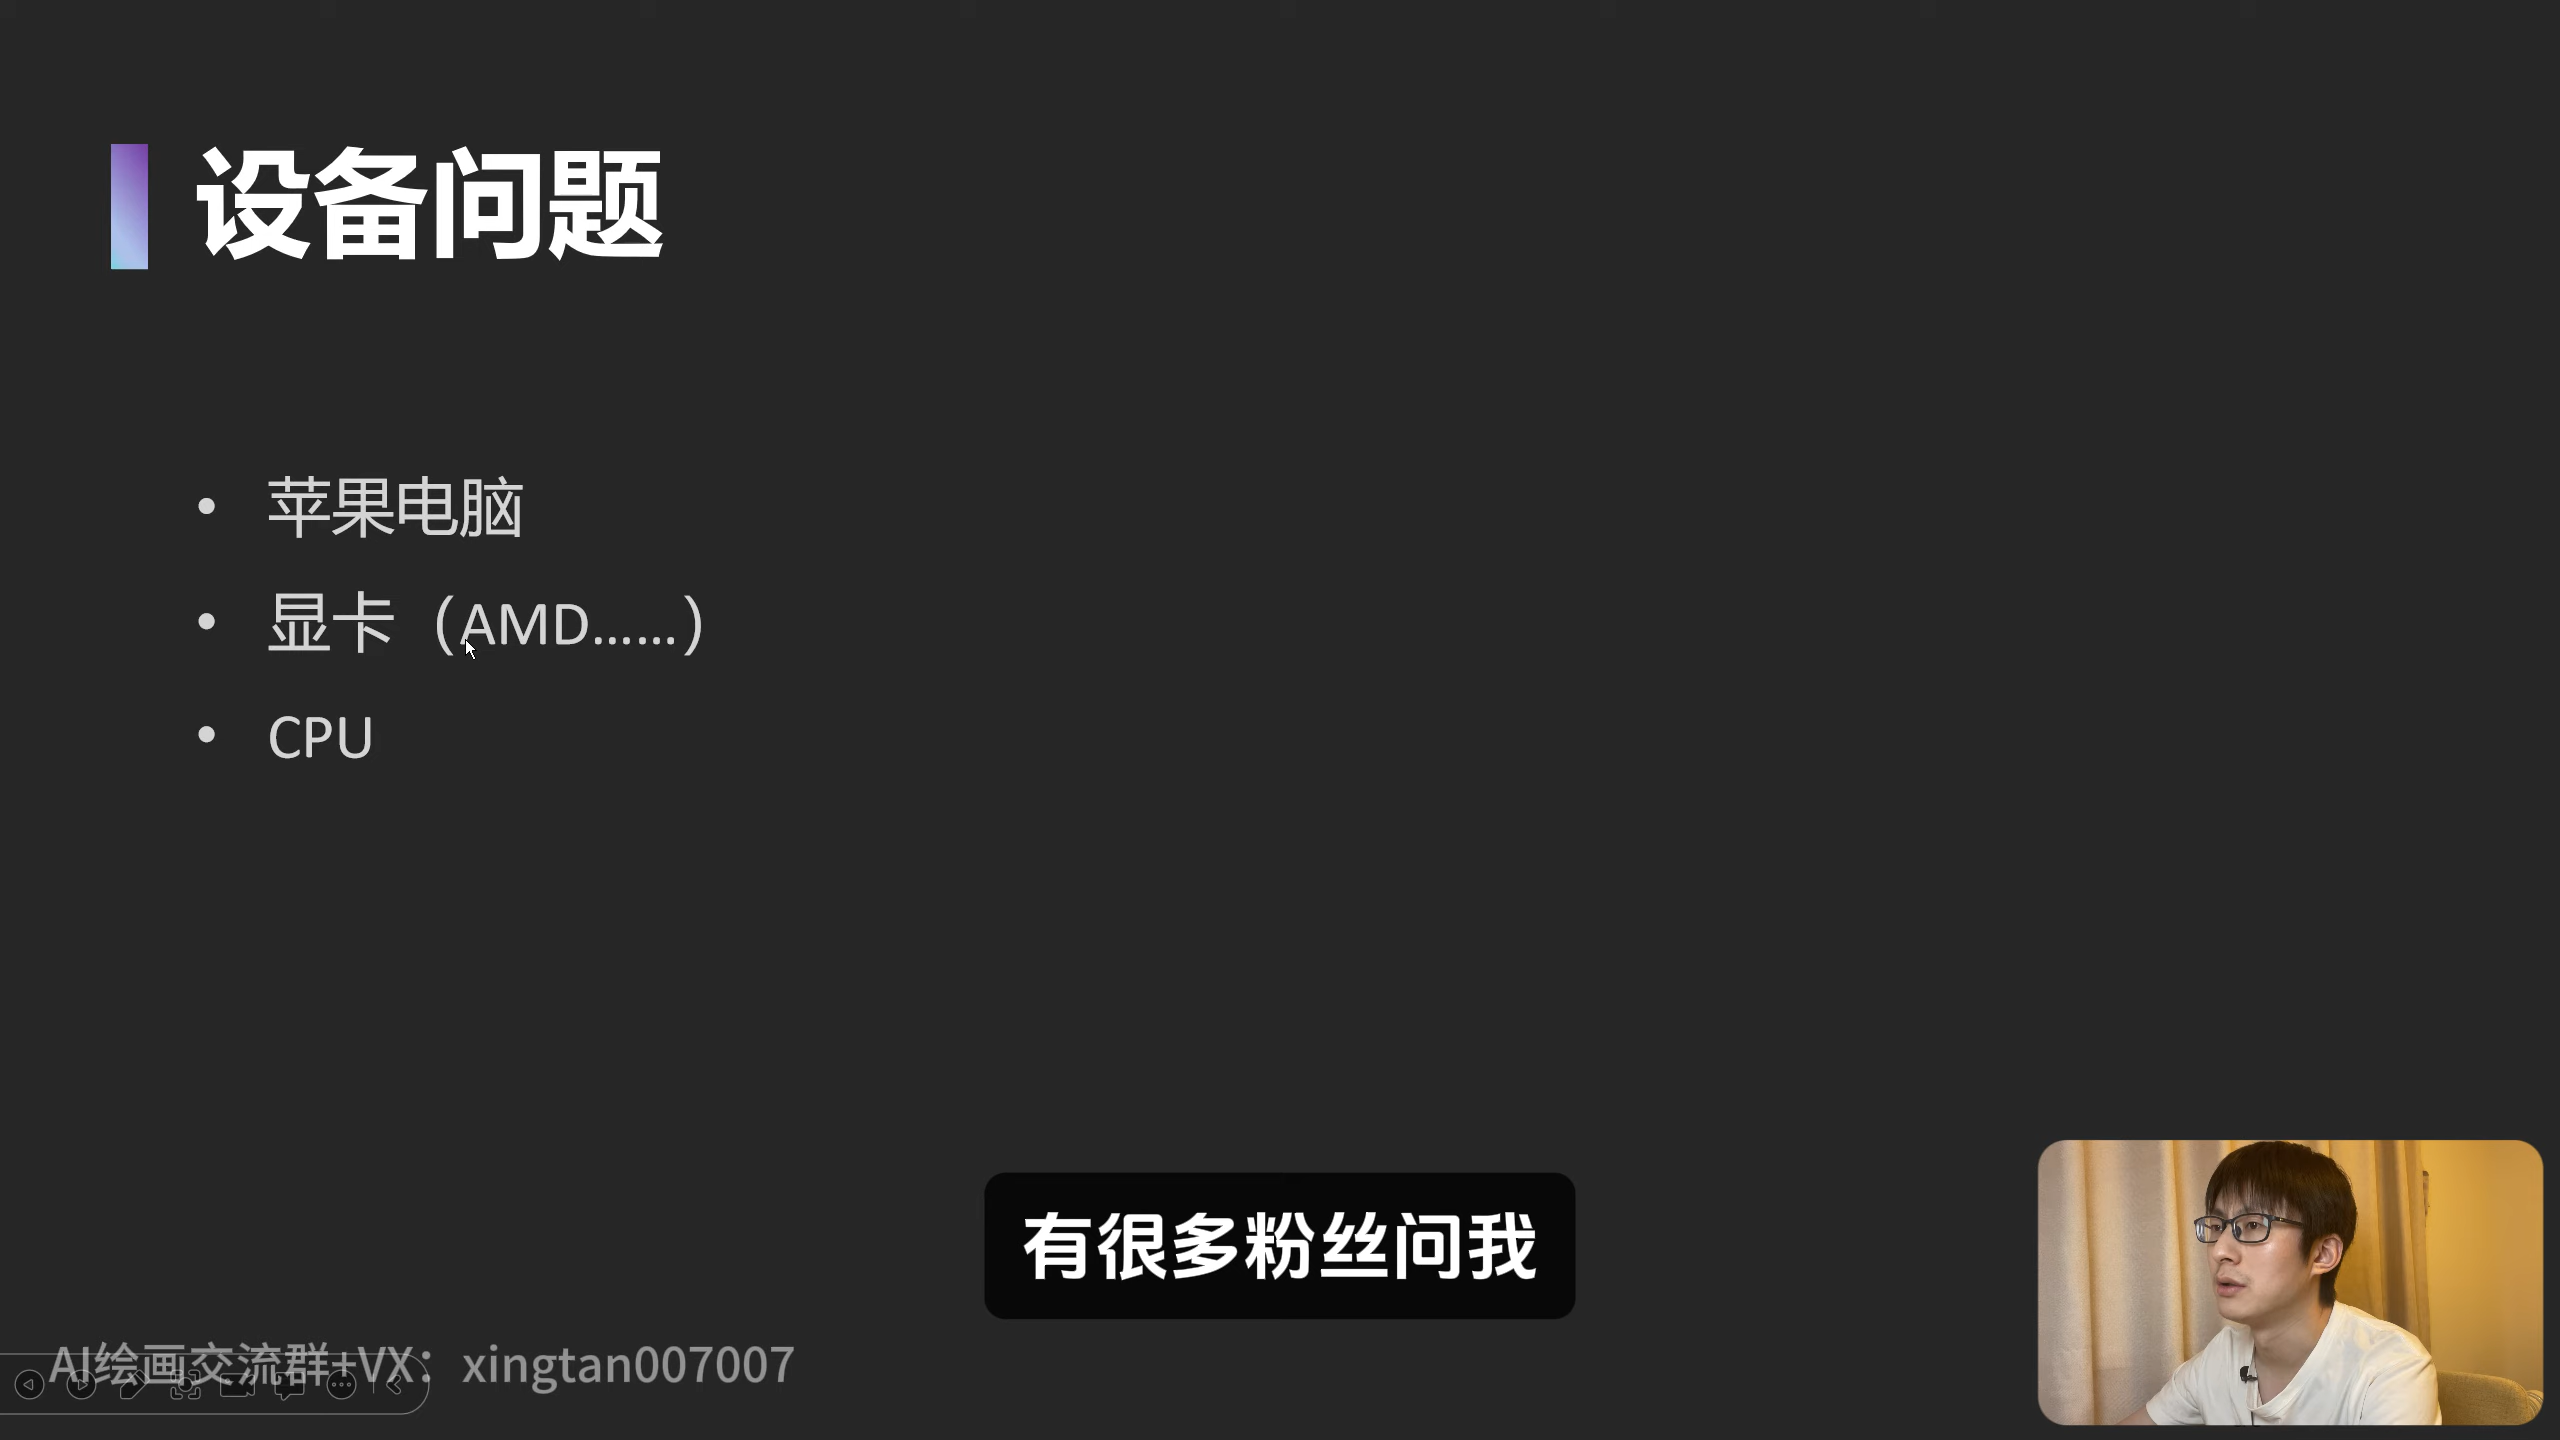 设备问题
• 苹果电脑
• 显卡（AMD……）
• CPU
有很多粉丝问我
AI绘画交流群+VX：xingtan007007